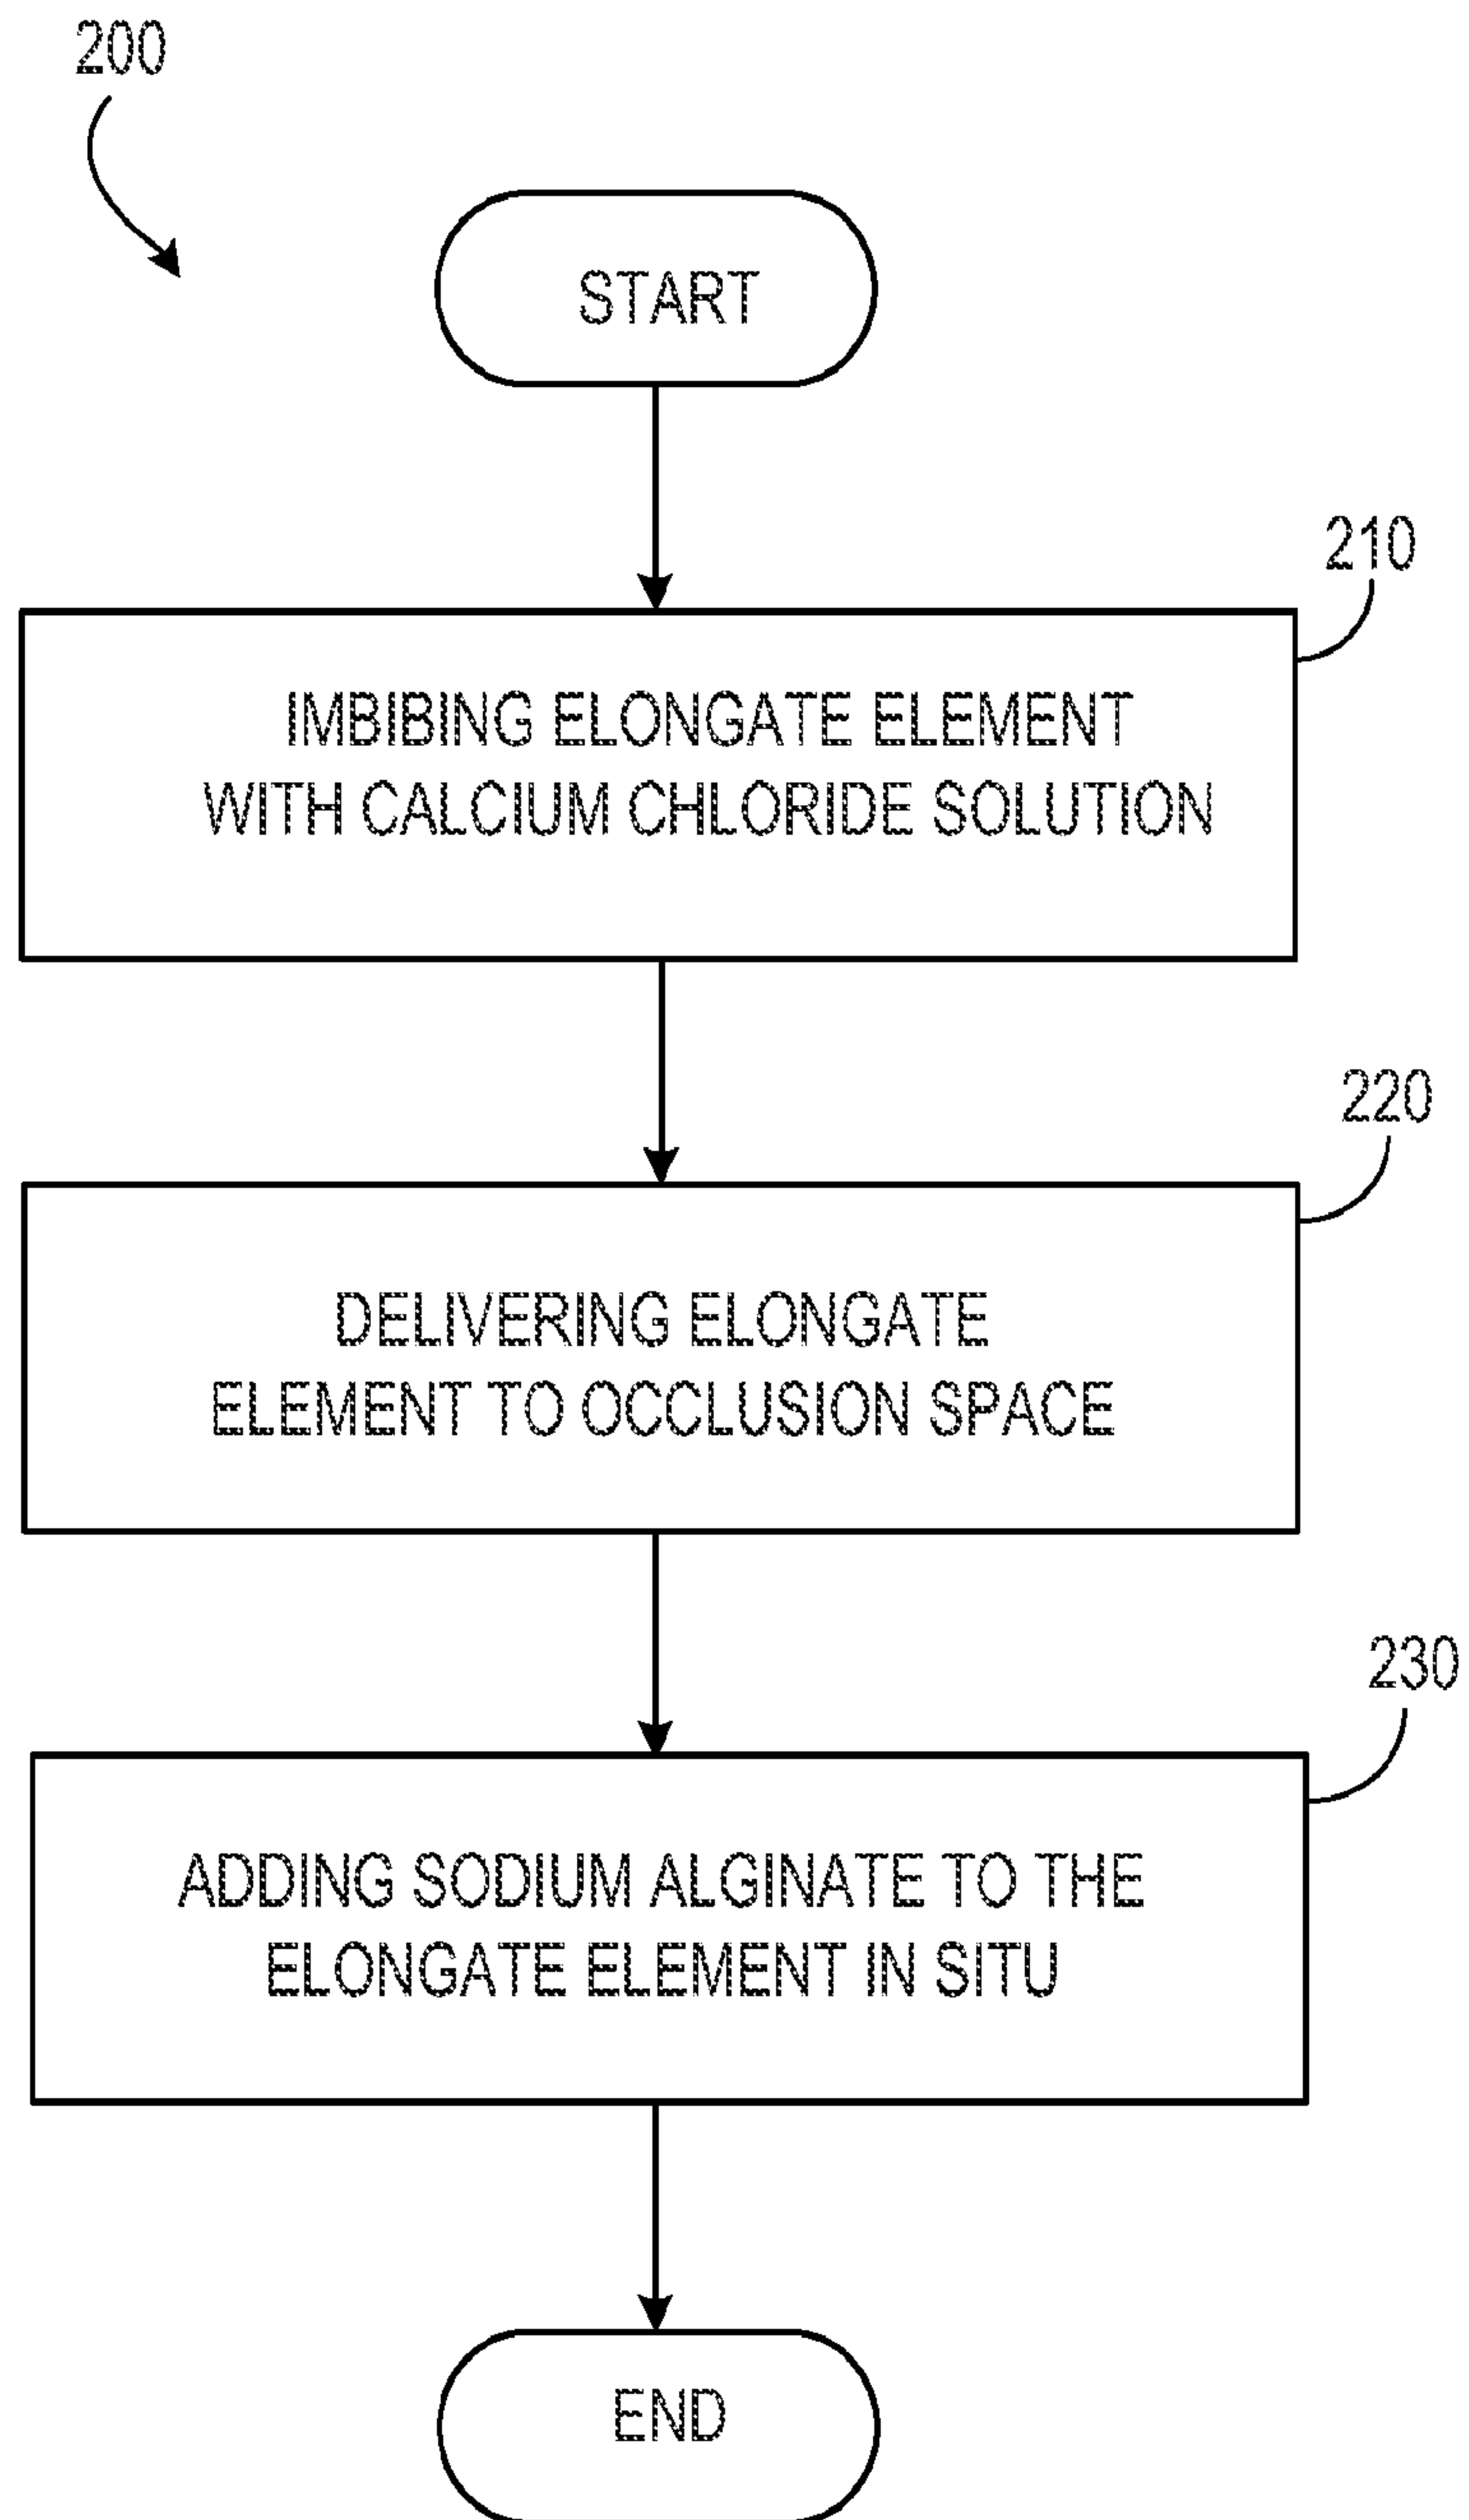 200
START
210
IMBIBING ELONGATE ELEMENT
WITH CALCIUM CHLORIDE SOLUTION
220
DELIVERING ELONGATE
ELEMENT TO OCCLUSION SPACE
230
ADDING SODIUM ALGINATE TO THE
ELONGATE ELEMENT IN SITU
END